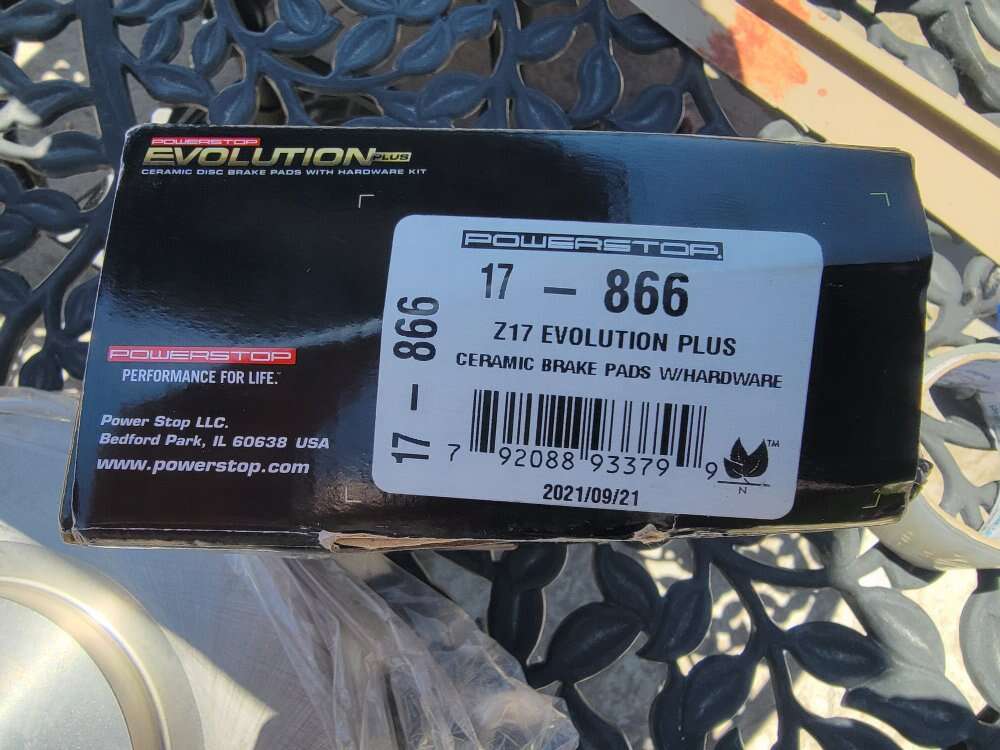 POWERSTOP
EVOLUTION PLUS
CERAMIC DISC BRAKE PADS WITH HARDWARE KIT
POWERSTOP
PERFORMANCE FOR LIFE.™
Power Stop LLC.
Bedford Park, IL 60638 USA
www.powerstop.com
17 - 866
POWERSTOP.
17 - 866
Z17 EVOLUTION PLUS
CERAMIC BRAKE PADS W/HARDWARE
7 92088 93379 9
2021/09/21
TM
N